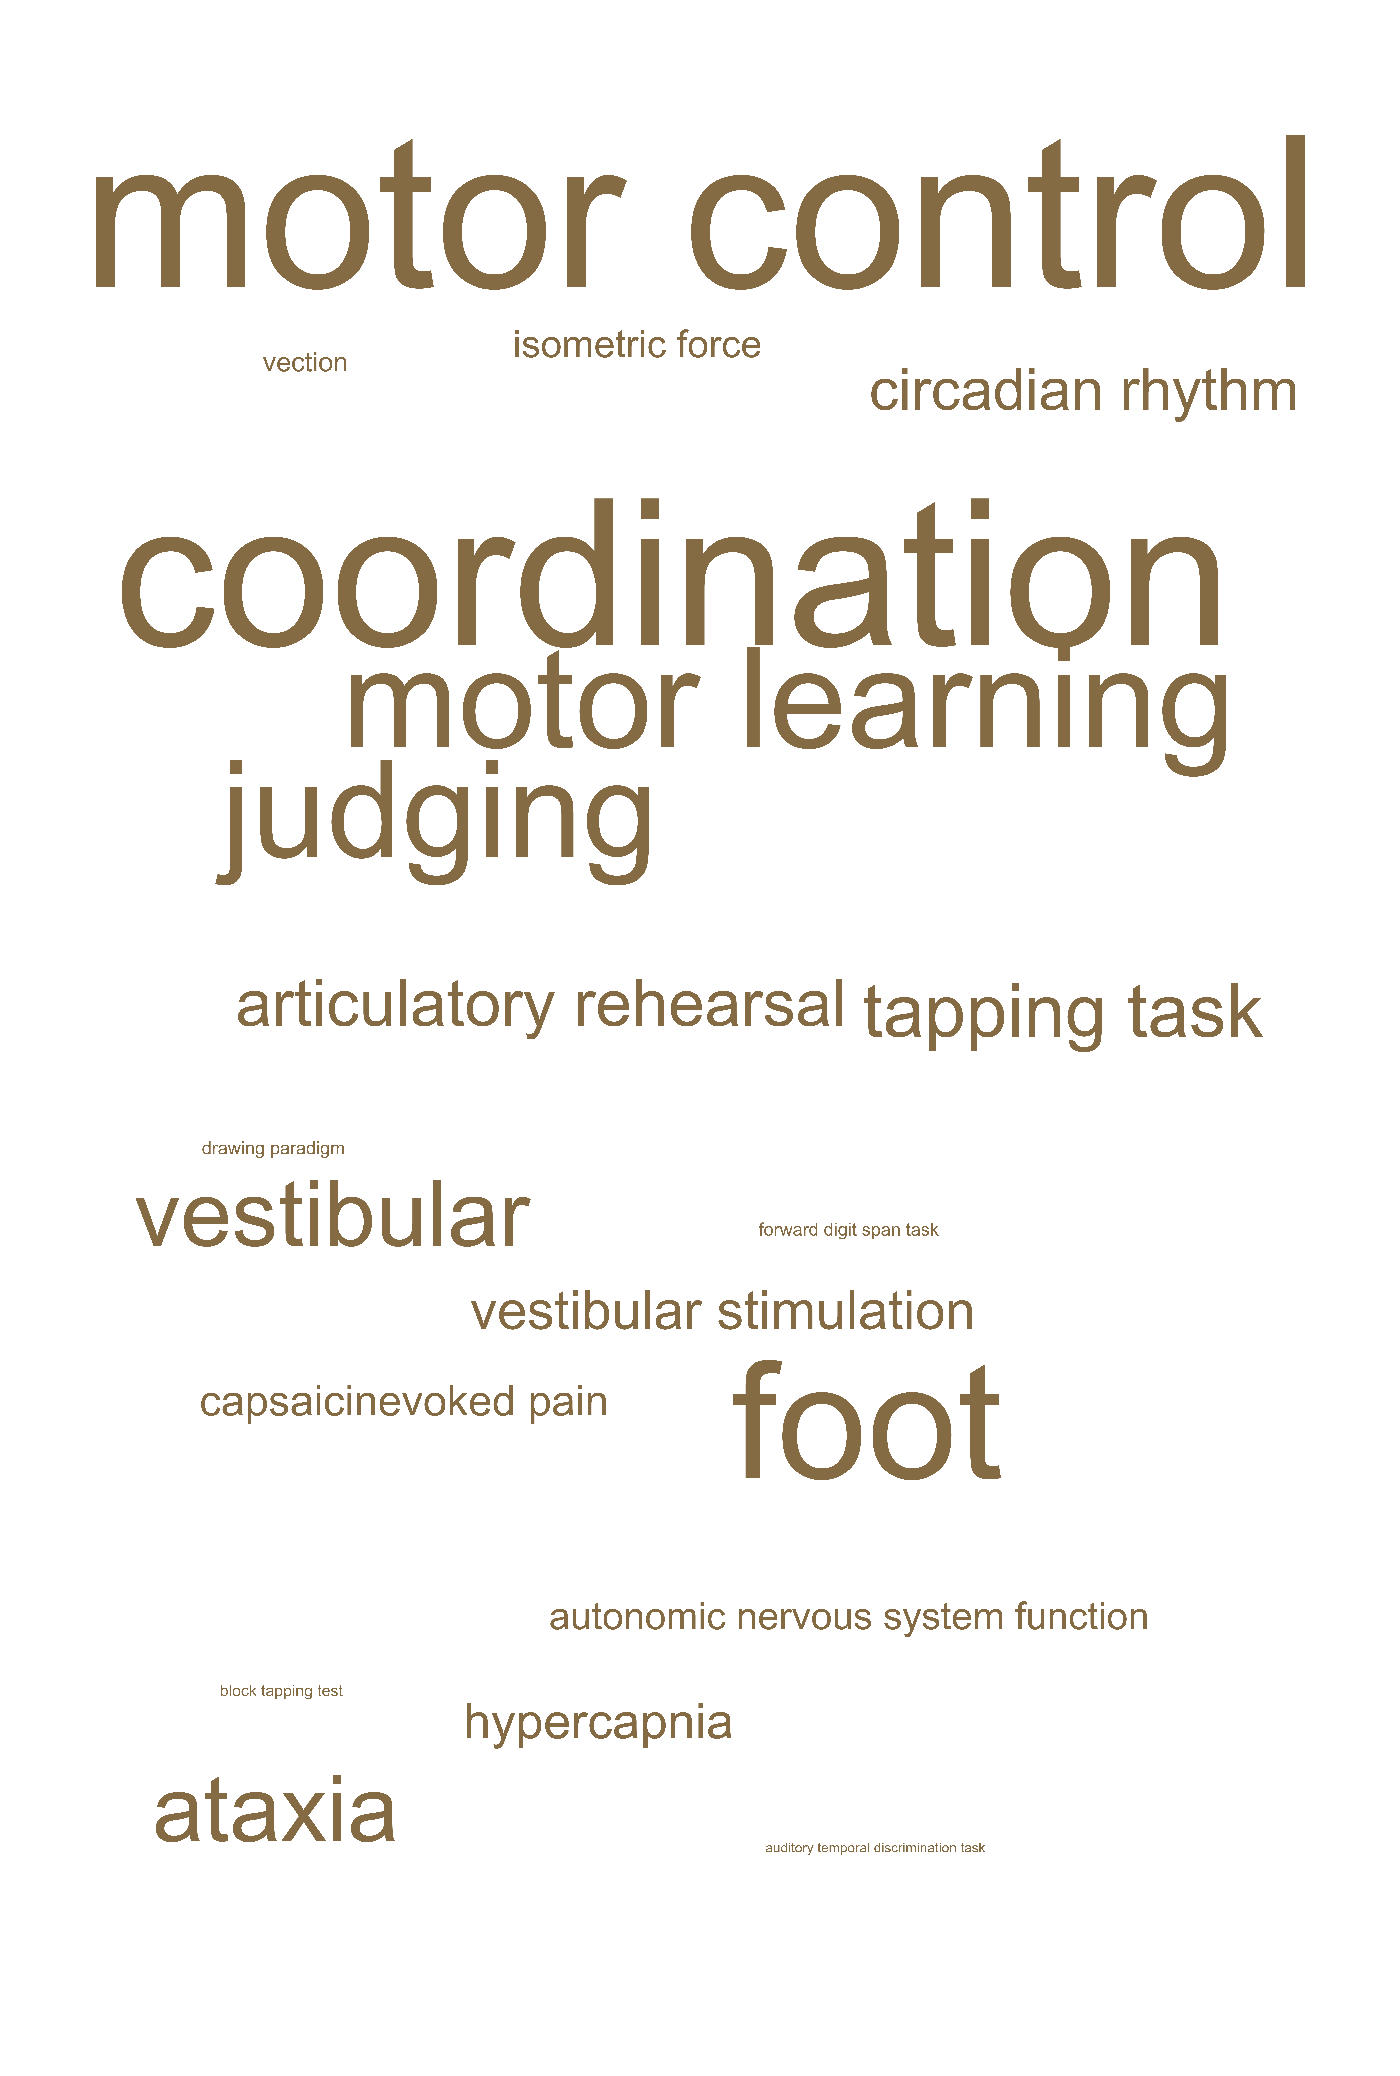 motor control
isometric force
vection
circadian rhythm
coordination
motor learning
judging
articulatory rehearsal
tapping task
drawing paradigm
vestibular
forward digit span task
vestibular stimulation
capsaicinevoked pain
foot
autonomic nervous system function
block tapping test
hypercapnia
ataxia
auditory temporal discrimination task